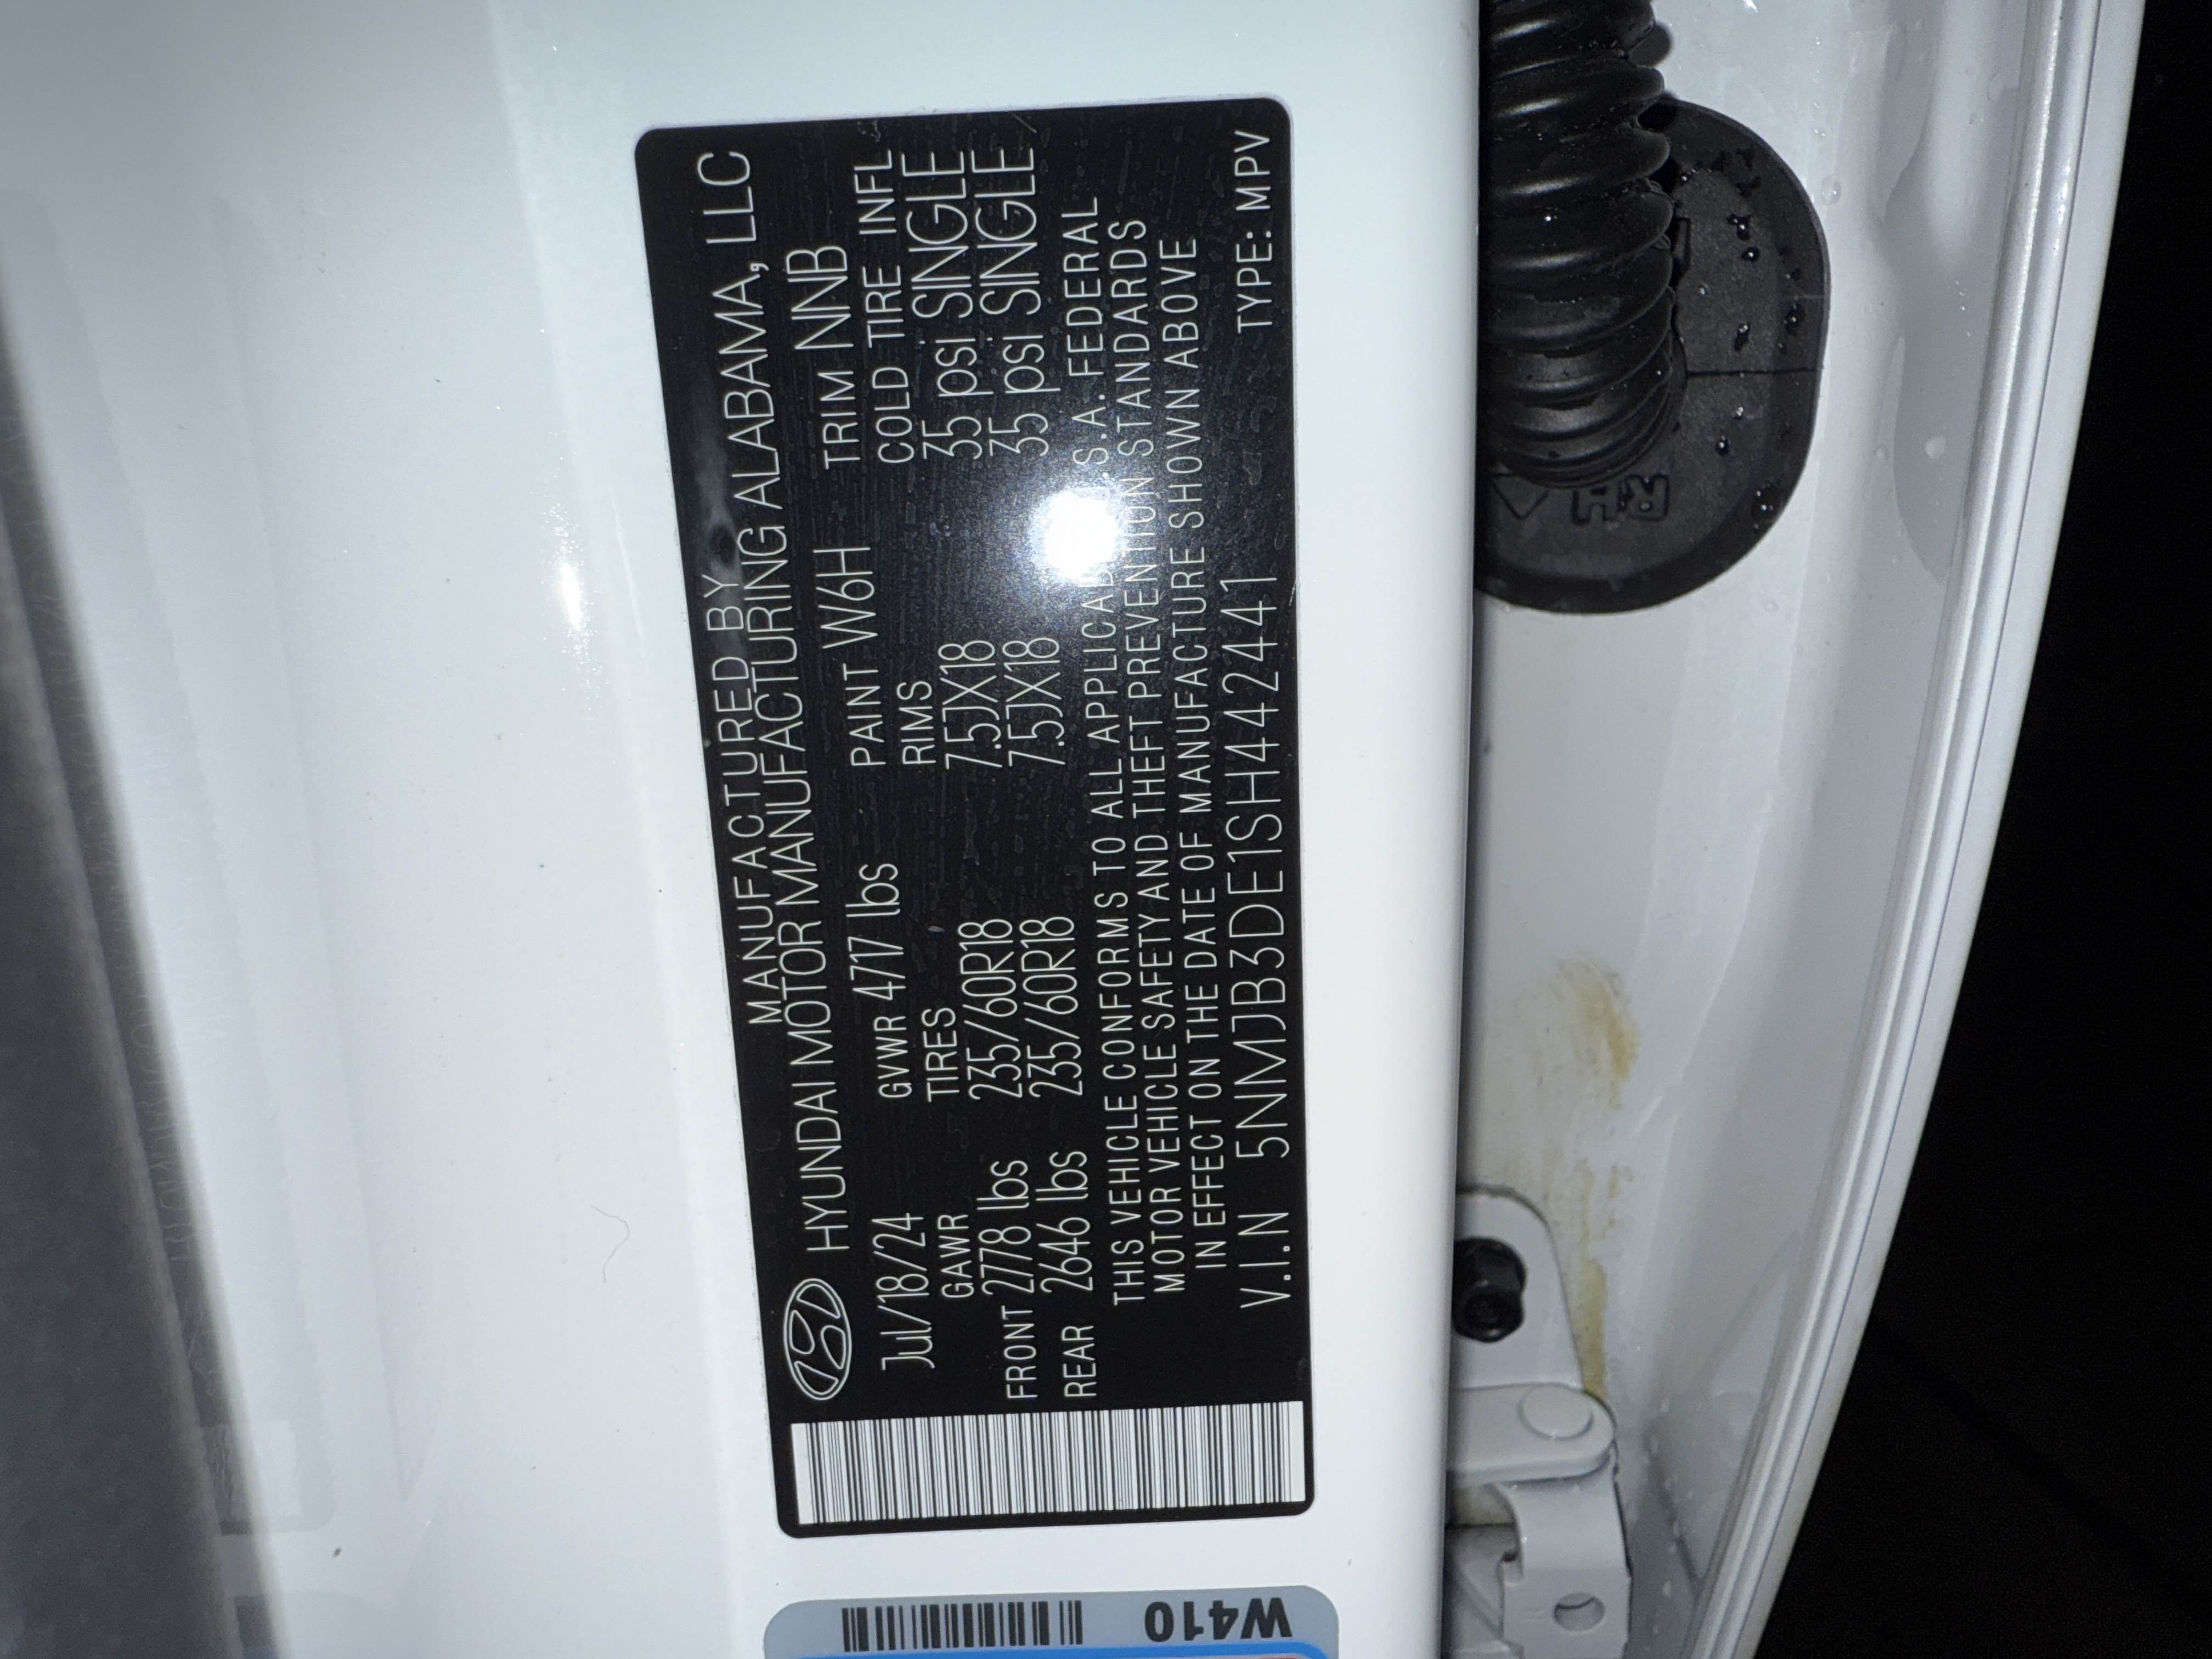 MANUFACTURED BY
HYUNDAI MOTOR MANUFACTURING ALABAMA, LLC
Jul/18/24 GVWR 4717 lbs PAINT W6H TRIM NNB
GAWR TIRES RIMS COLD TIRE INFL
FRONT 2778 lbs 235/60R18 7.5JX18 35 psi SINGLE
REAR 2646 lbs 235/60R18 7.5JX18 35 psi SINGLE
THIS VEHICLE CONFORMS TO ALL U.S.A. FEDERAL
MOTOR VEHICLE SAFETY AND THEFT PREVENTION STANDARDS
IN EFFECT ON THE DATE OF MANUFACTURE SHOWN ABOVE
V.I.N 5NMJB3DE1SH442441 TYPE: MPV
W410
RH